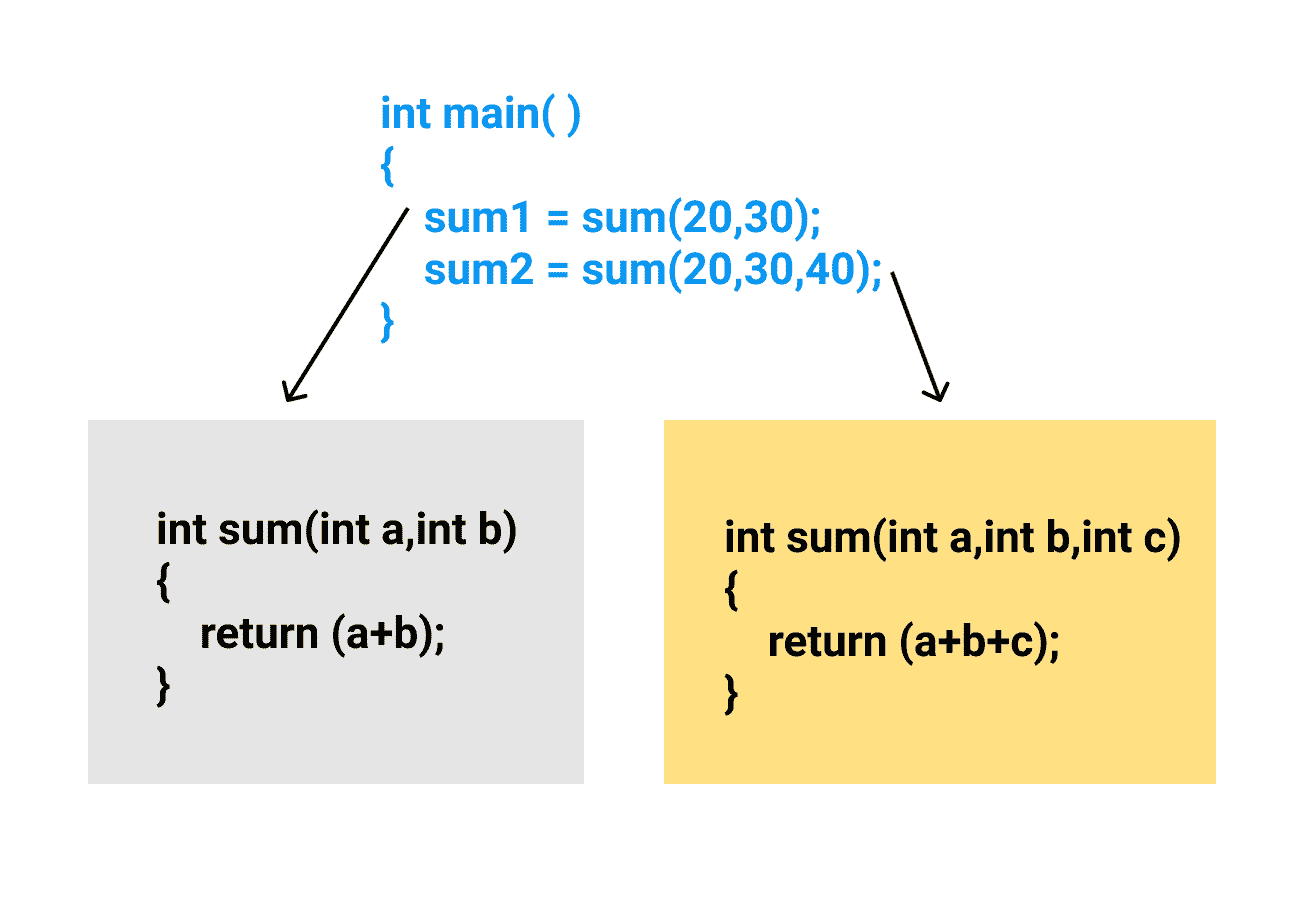 int main( )
{
sum1 = sum(20,30);
sum2 = sum(20,30,40);
}
int sum(int a,int b)
{
return (a+b);
}
int sum(int a,int b,int c)
{
return (a+b+c);
}